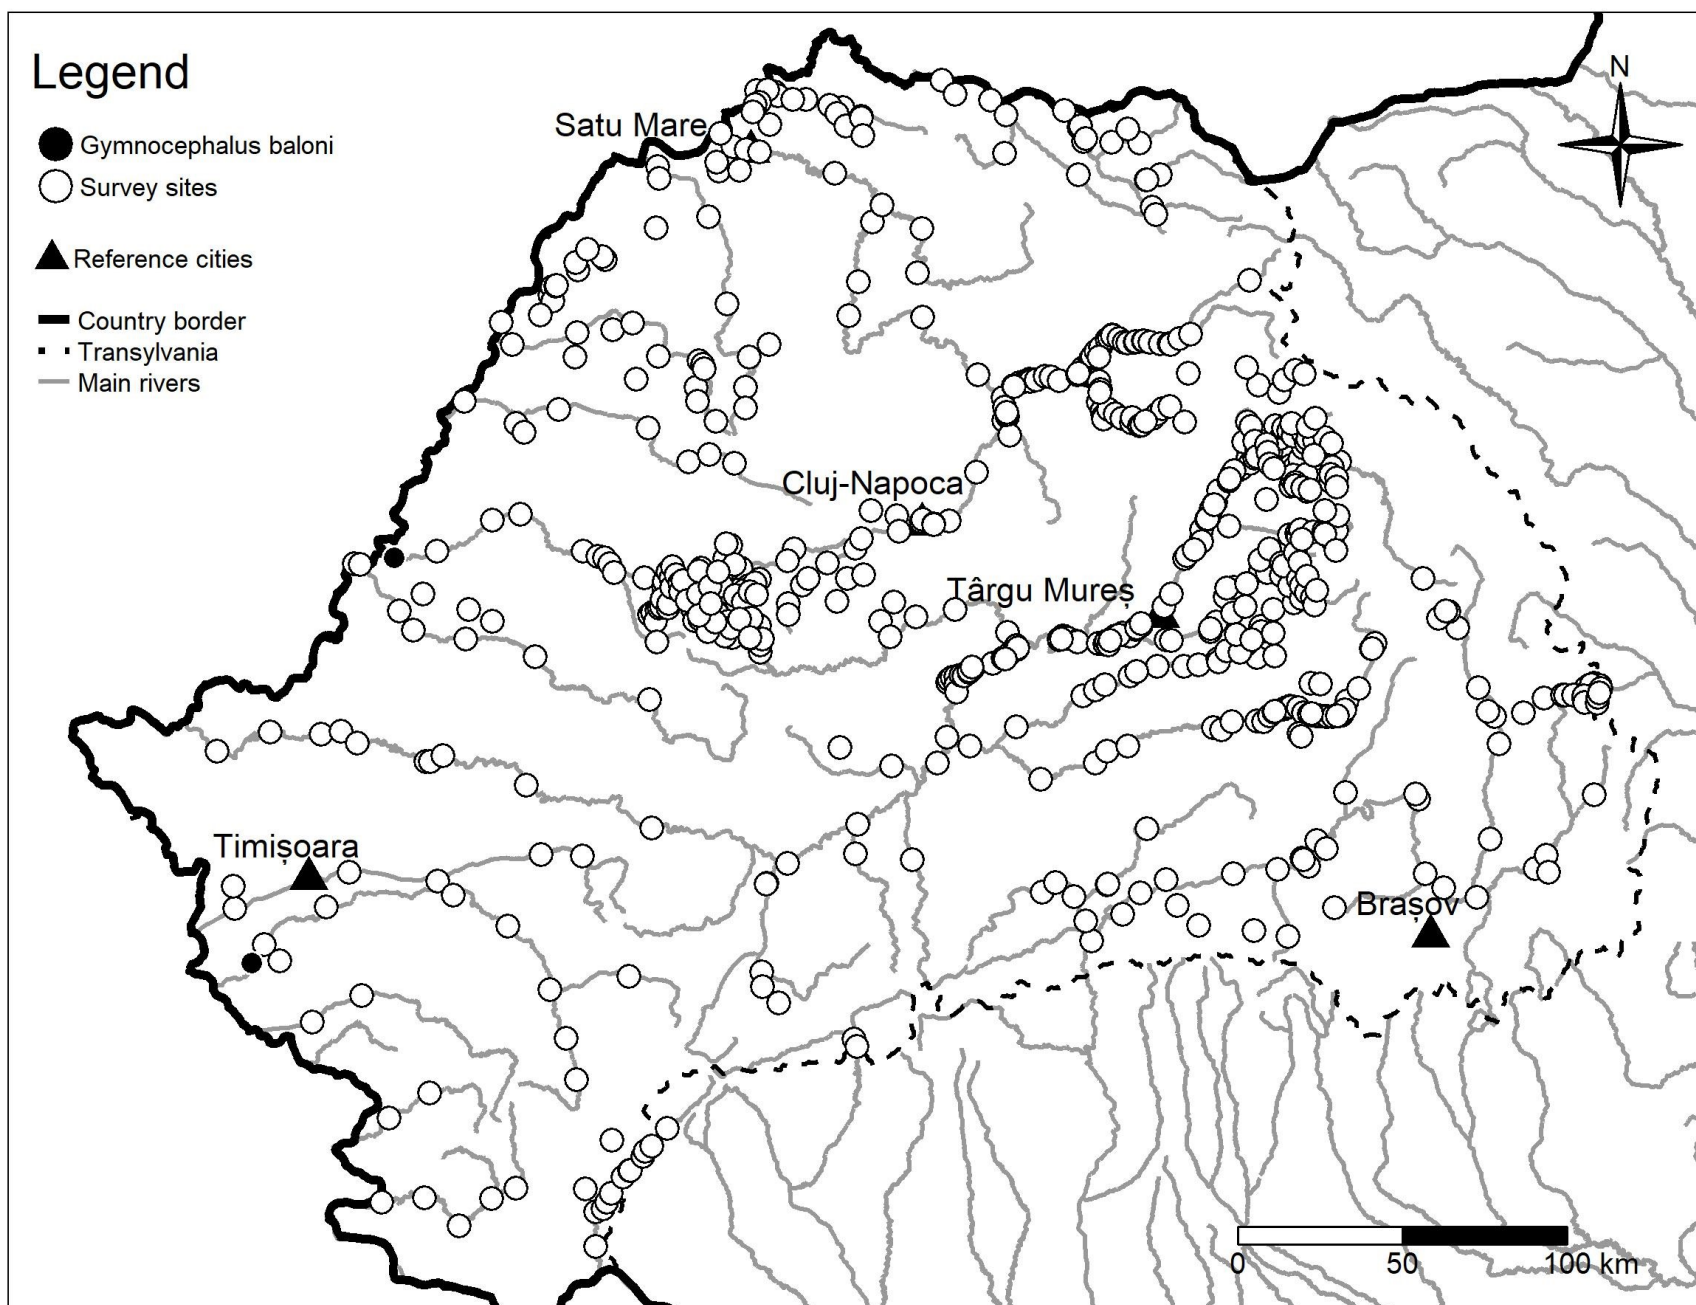 Legend
Gymnocephalus baloni
Survey sites
Reference cities
Country border
Transylvania
Main rivers
N
Satu Mare
Cluj-Napoca
Târgu Mureș
Timișoara
Brașov
0 50 100 km